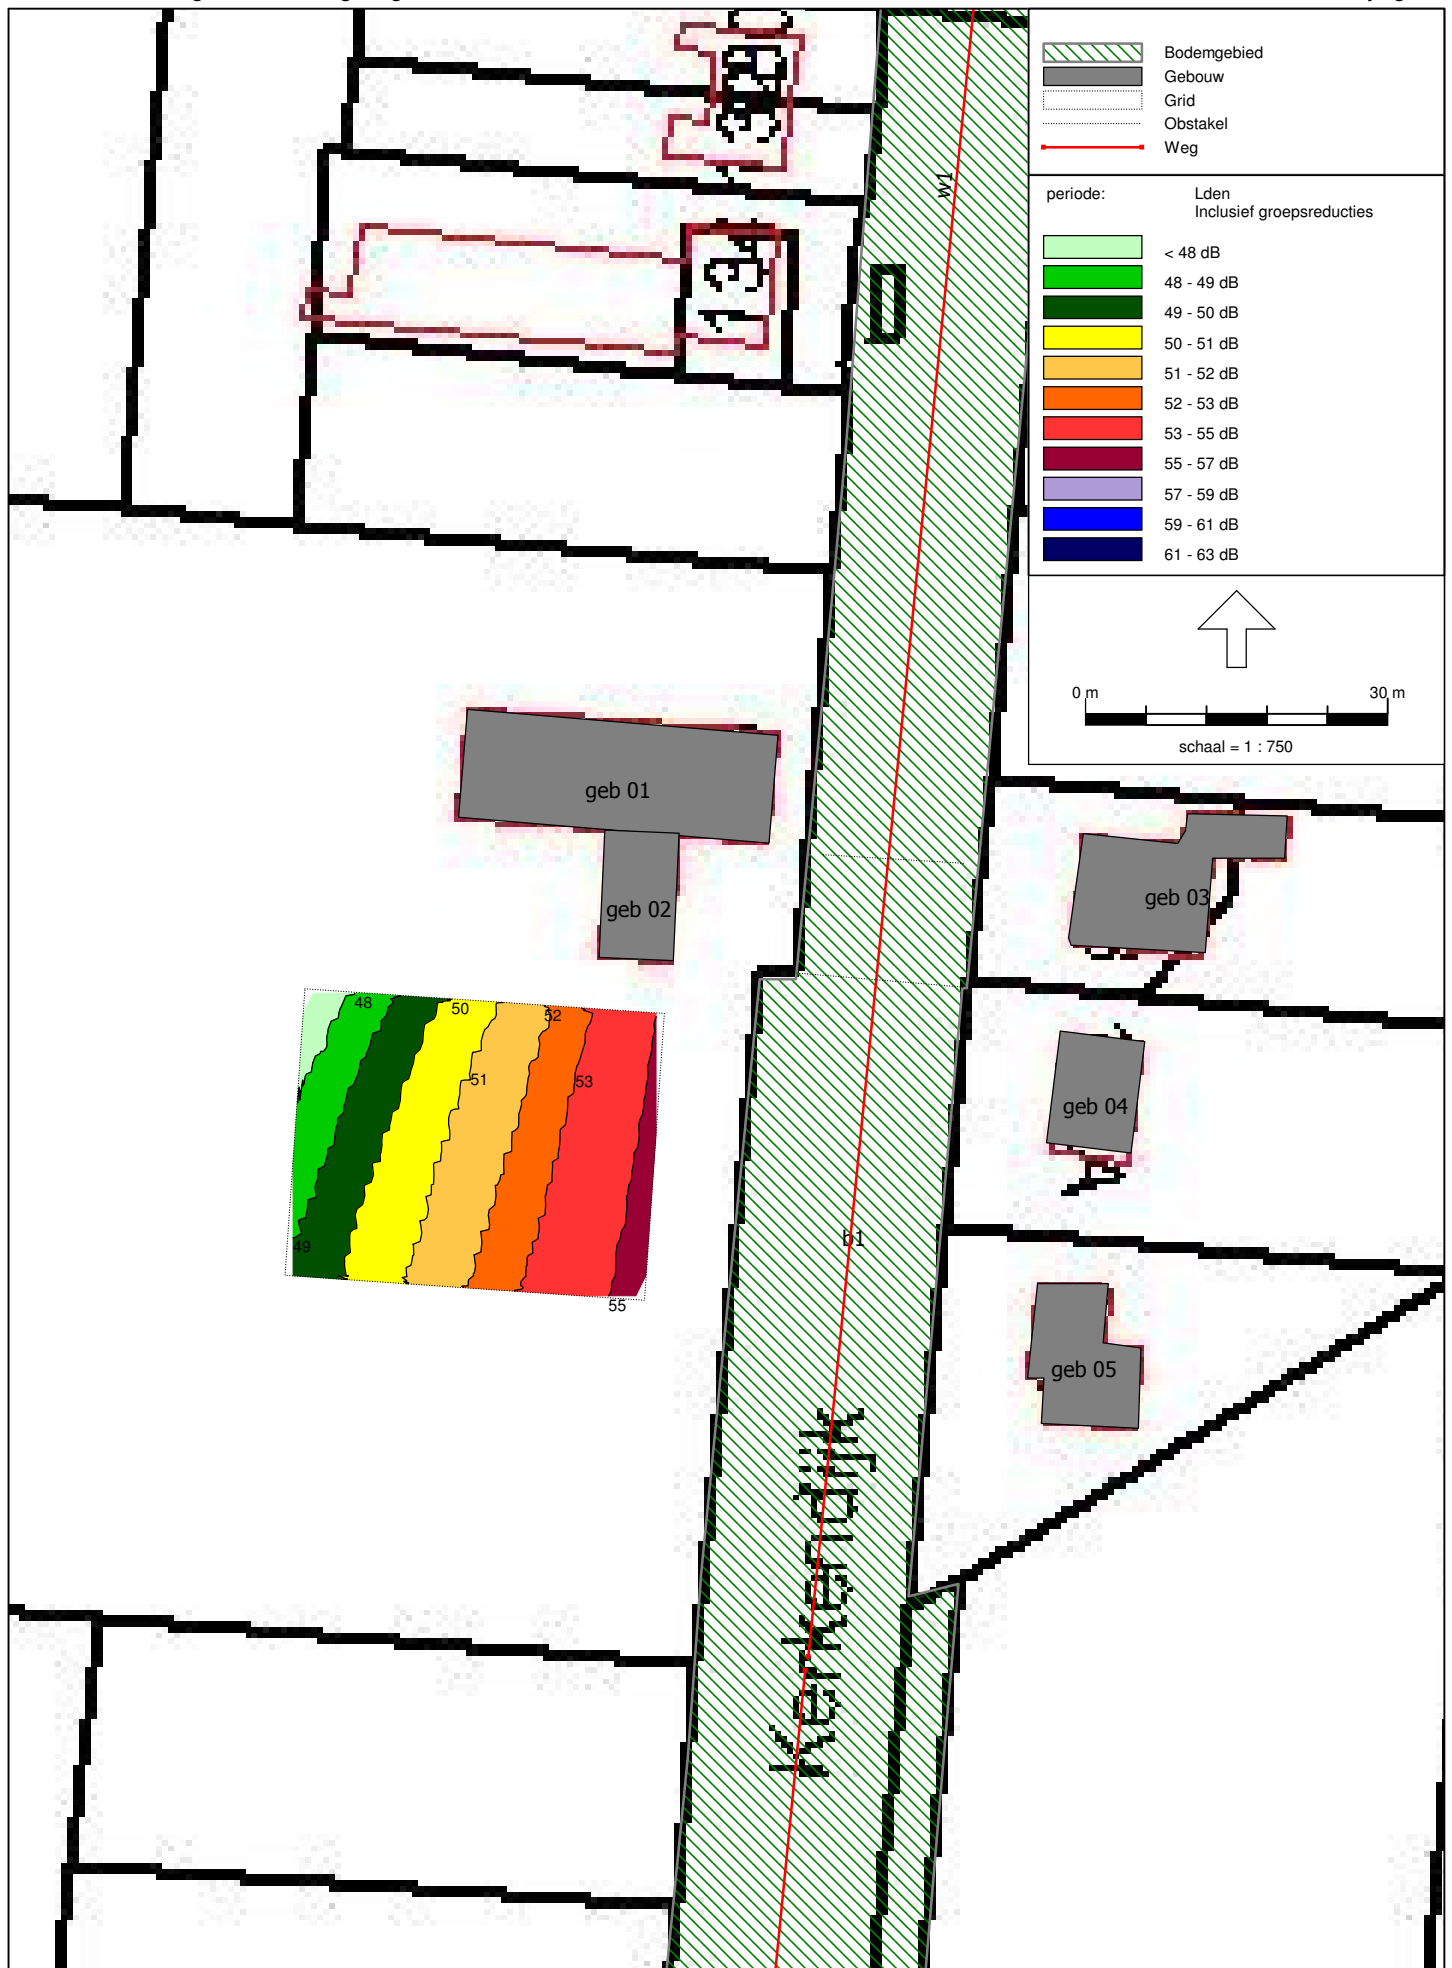 Bodemgebied
Gebouw
Grid
Obstakel
Weg
periode: Lden
Inclusief groepsreducties
< 48 dB
48 - 49 dB
49 - 50 dB
50 - 51 dB
51 - 52 dB
52 - 53 dB
53 - 55 dB
55 - 57 dB
57 - 59 dB
59 - 61 dB
61 - 63 dB
0 m 30 m
schaal = 1 : 750
w1
134
geb 01
geb 02
geb 03
geb 04
geb 05
48
50
52
51
53
49
55
b1
Kerkendijk